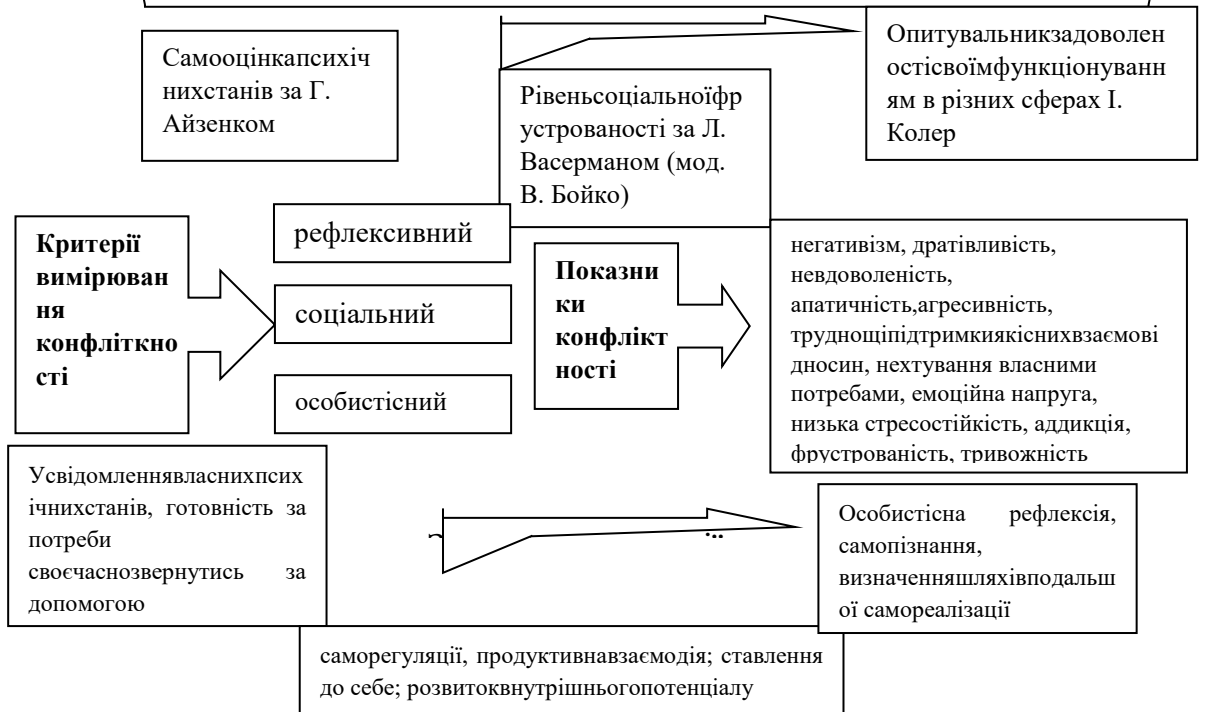 Самооцінкапсихіч
нихстанів за Г.
Айзенком
Рівеньсоціальноїфр
устрованості за Л.
Васерманом (мод.
В. Бойко)
Опитувальникзадоволен
остісвоїмфункціонуванн
ям в різних сферах І.
Колер
Критерії
вимірюван
ня
конфліткно
сті
рефлексивний
соціальний
особистісний
Показни
ки
конфлікт
ності
негативізм, дратівливість,
невдоволеність,
апатичність,агресивність,
труднощіпідтримкиякіснихвзаємові
дносин, нехтування власними
потребами, емоційна напруга,
низька стресостійкість, аддикція,
фрустрованість, тривожність
Усвідомленнявласнихпсих
ічнихстанів, готовність за
потреби
своєчаснозвернутись за
допомогою
Особистісна рефлексія,
самопізнання,
визначенняшляхівподальш
ої самореалізації
саморегуляції, продуктивнавзаємодія; ставлення
до себе; розвитоквнутрішньогопотенціалу